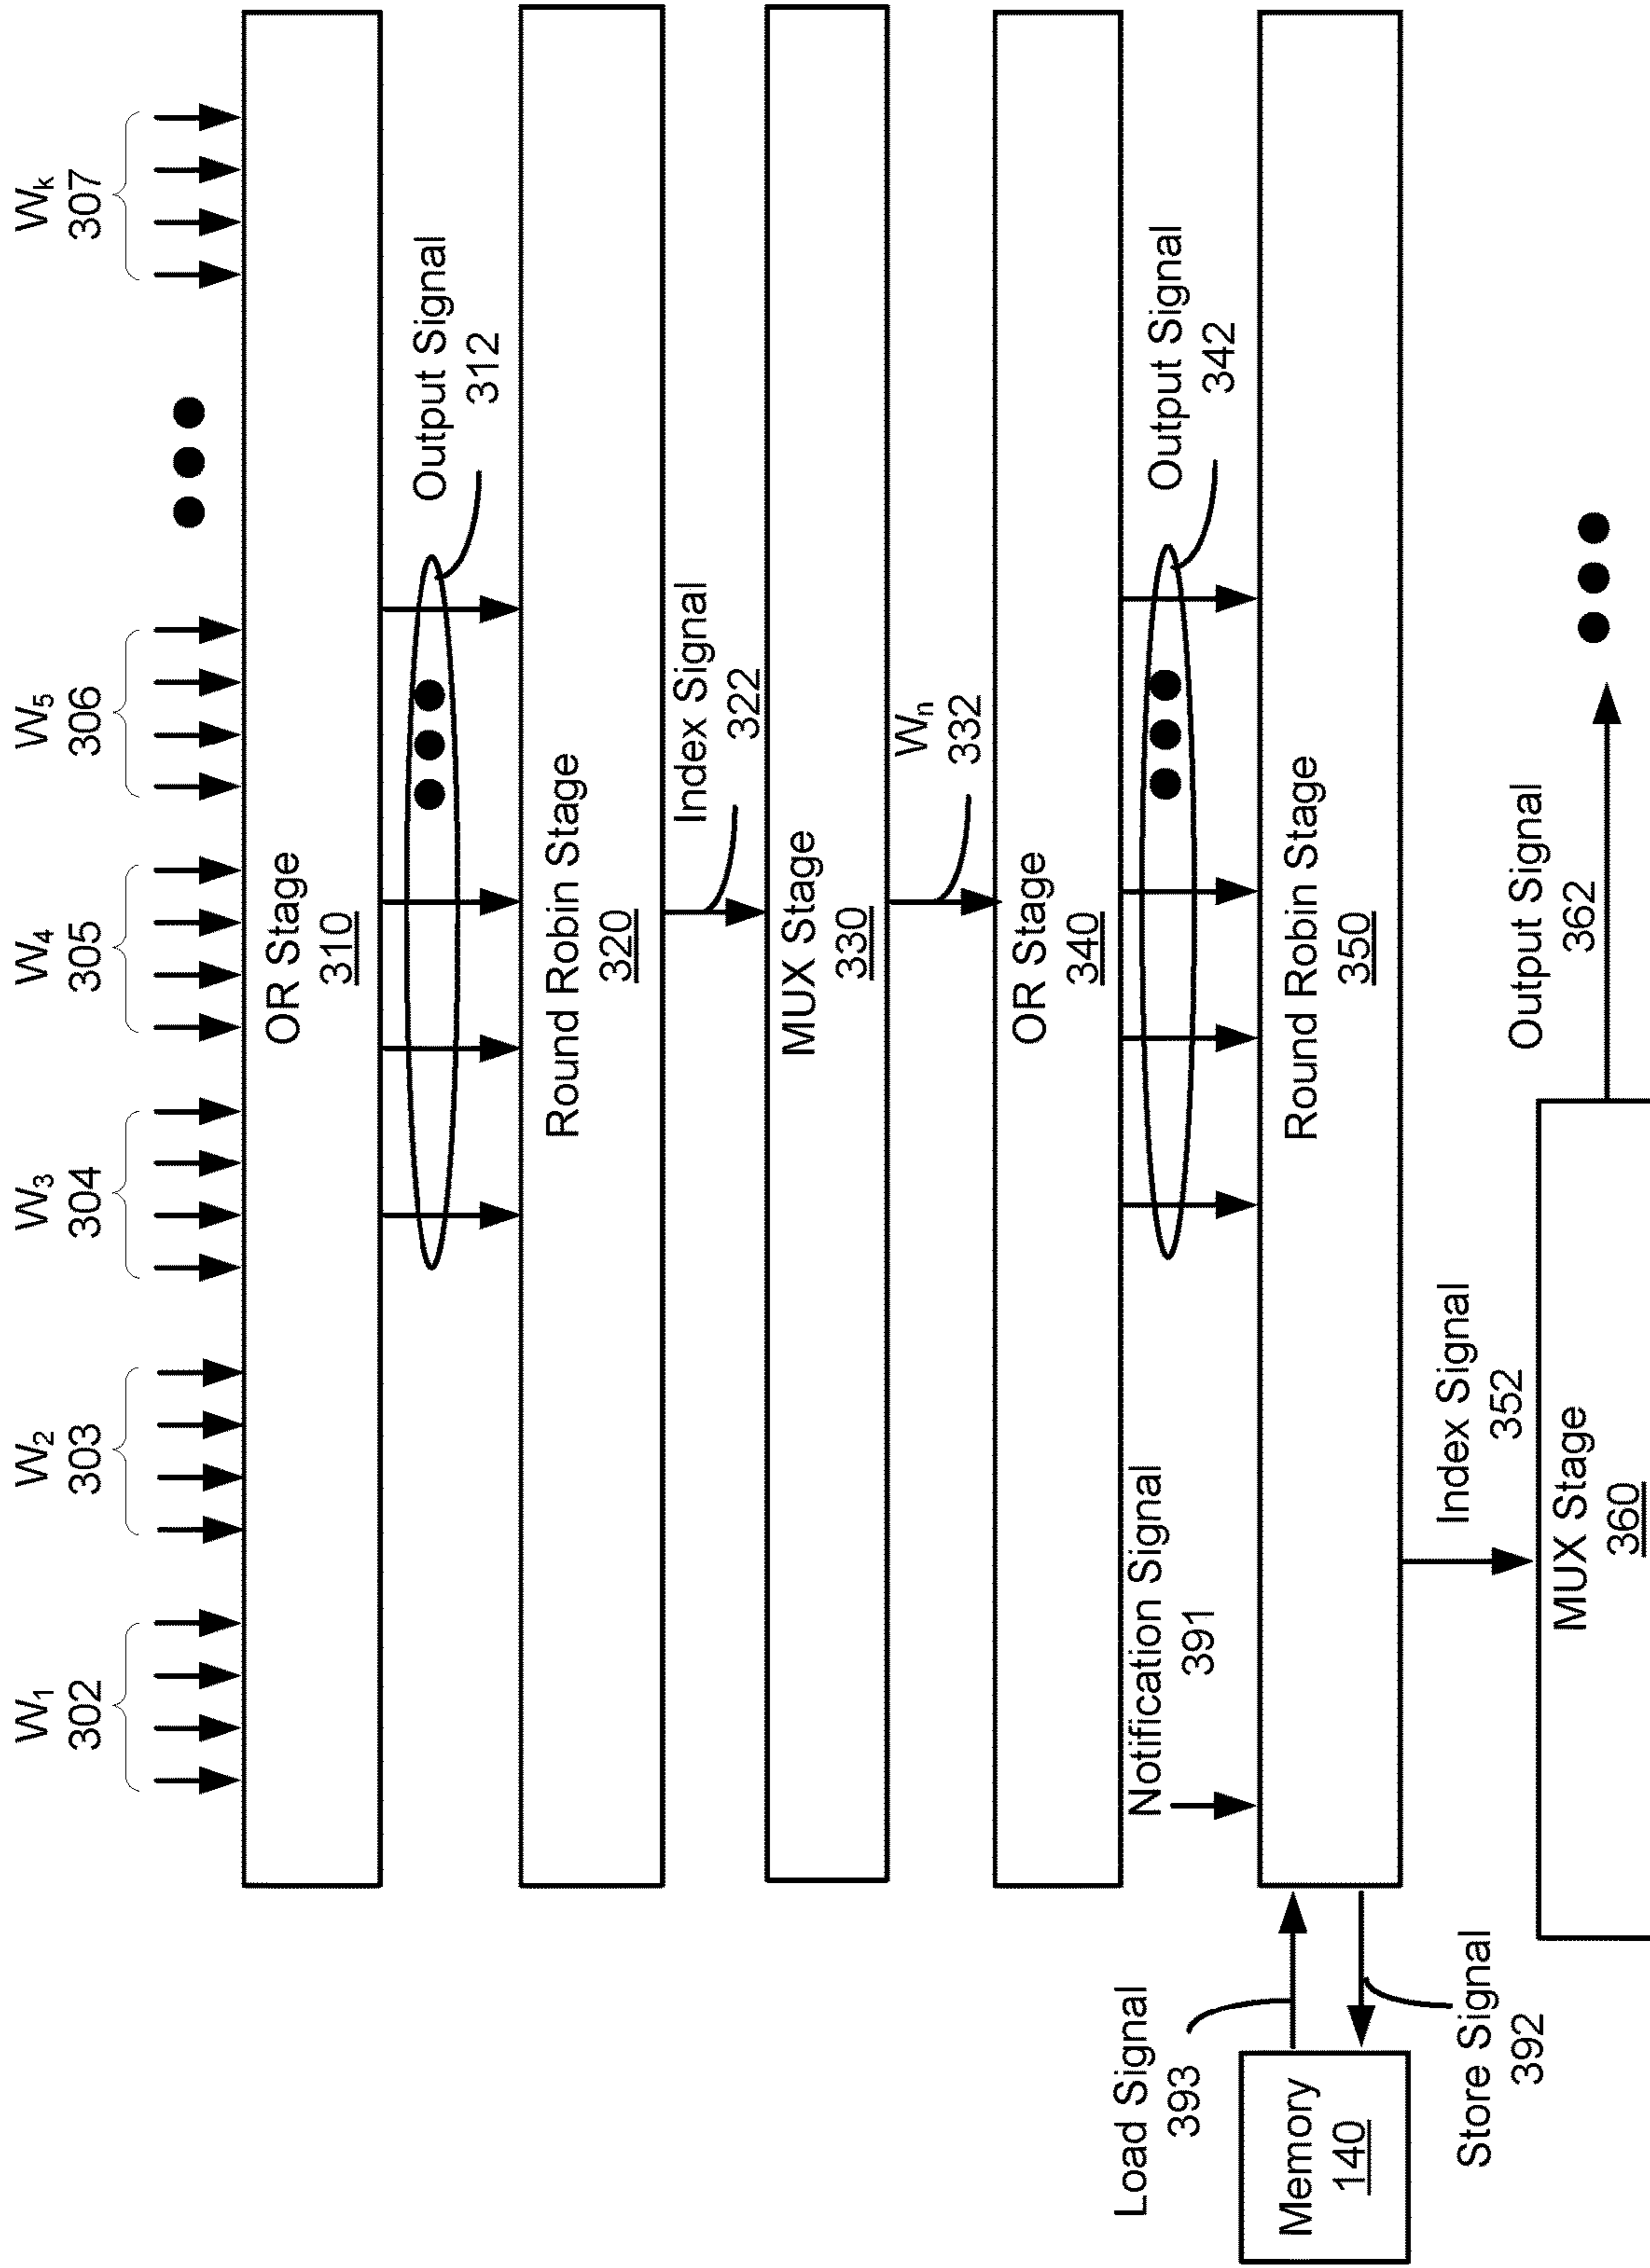 W1
302
W2
303
W3
304
W4
305
W5
306
Wk
307
OR Stage
310
Output Signal
312
Round Robin Stage
320
Index Signal
322
MUX Stage
330
Wn
332
OR Stage
340
Notification Signal
391
Output Signal
342
Load Signal
393
Round Robin Stage
350
Memory
140
Store Signal
392
Index Signal
352
MUX Stage
360
Output Signal
362